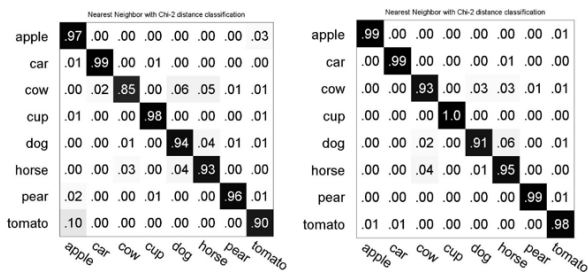 Nearest Neighbor with Chi-2 distance classification
apple .97 .00 .00 .00 .00 .00 .00 .03
car .01 .99 .00 .01 .00 .00 .00 .00
cow .00 .02 .85 .00 .06 .05 .01 .00
cup .01 .00 .00 .98 .00 .00 .00 .01
dog .00 .00 .01 .00 .94 .04 .01 .01
horse .00 .00 .03 .00 .04 .93 .00 .00
pear .02 .00 .00 .01 .00 .00 .96 .01
tomato .10 .00 .00 .00 .00 .00 .00 .90
apple car cow cup dog horse pear tomato
Nearest Neighbor with Chi-2 distance classification
apple .99 .00 .00 .00 .00 .00 .00 .01
car .00 .99 .00 .00 .00 .01 .00 .00
cow .00 .00 .93 .00 .03 .03 .01 .00
cup .00 .00 .00 1.0 .00 .00 .00 .00
dog .00 .00 .02 .00 .91 .06 .00 .00
horse .00 .00 .04 .00 .01 .95 .00 .00
pear .00 .00 .00 .00 .00 .00 .99 .01
tomato .01 .01 .00 .00 .00 .00 .00 .98
apple car cow cup dog horse pear tomato